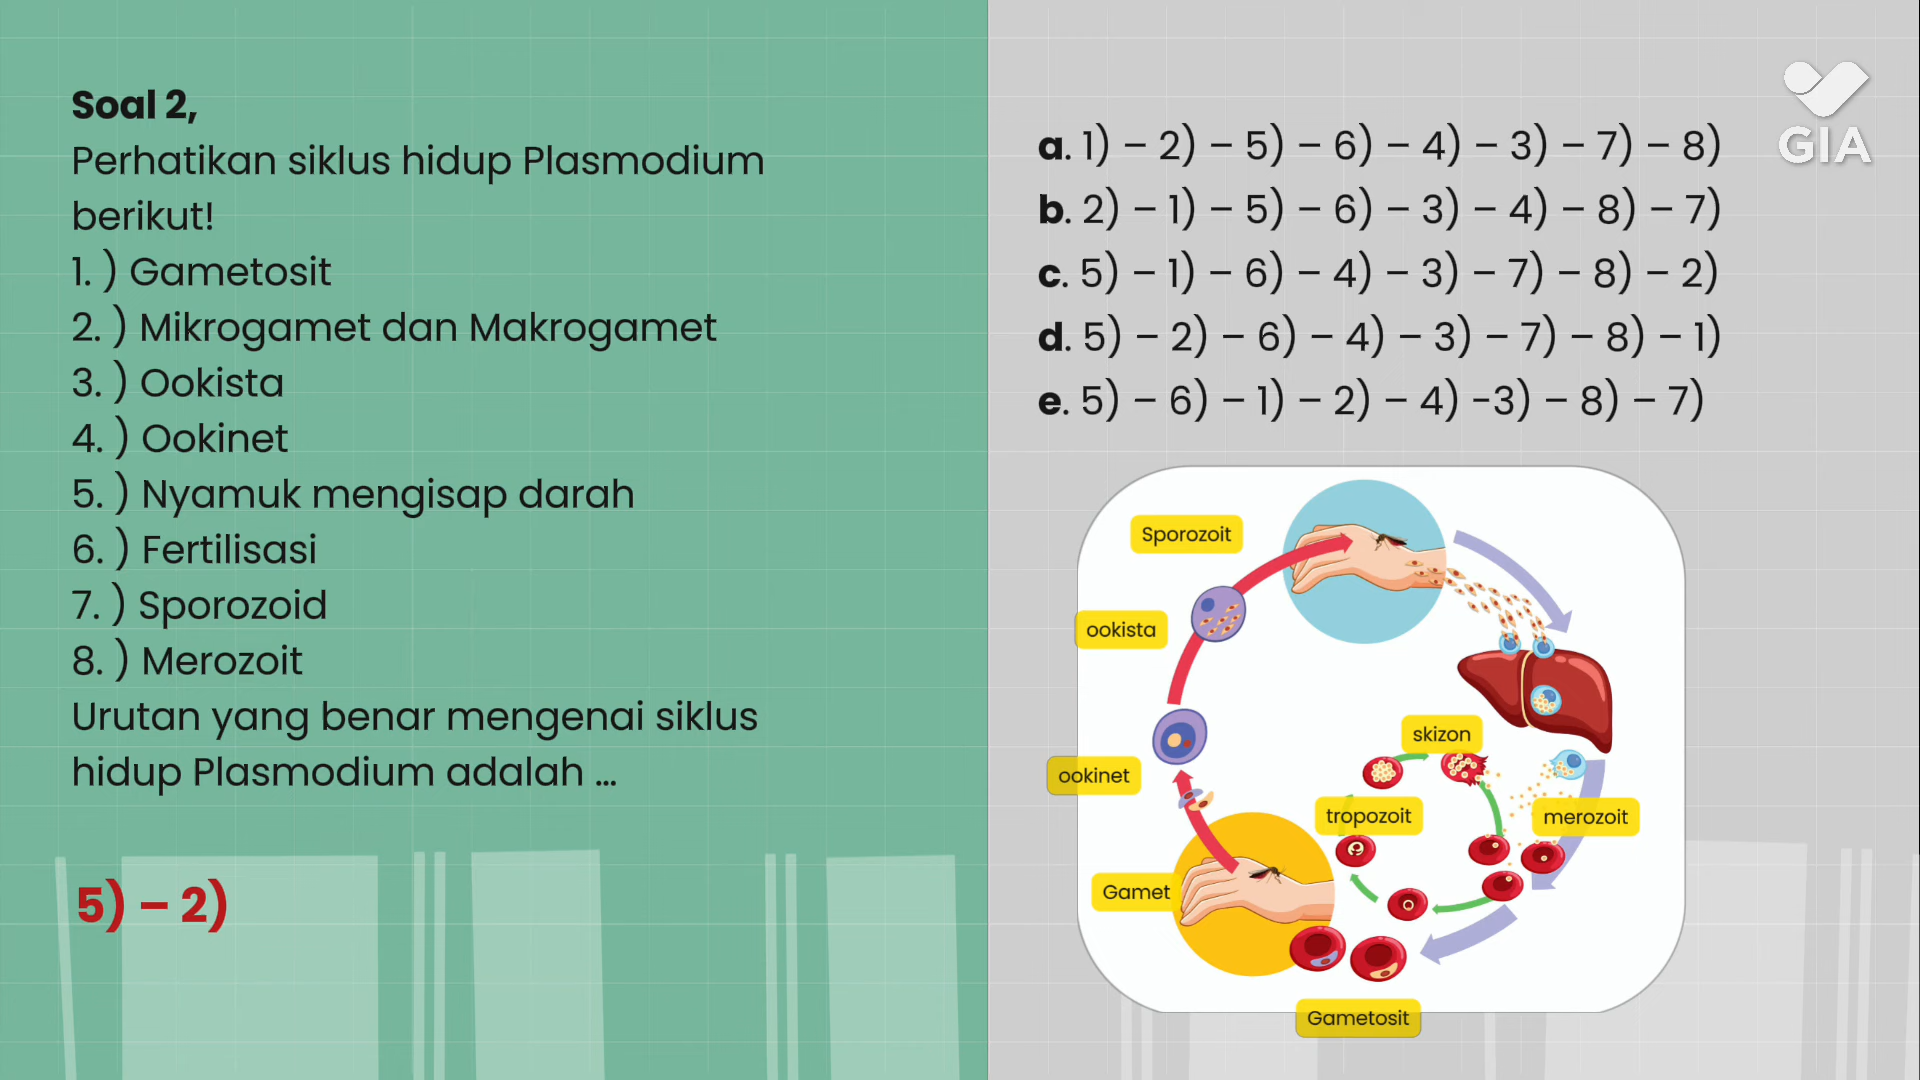 Soal 2,
Perhatikan siklus hidup Plasmodium
berikut!
1. ) Gametosit
2. ) Mikrogamet dan Makrogamet
3. ) Ookista
4. ) Ookinet
5. ) Nyamuk mengisap darah
6. ) Fertilisasi
7. ) Sporozoid
8. ) Merozoit
Urutan yang benar mengenai siklus
hidup Plasmodium adalah ...
5) – 2)
a. 1) – 2) – 5) – 6) – 4) – 3) – 7) – 8)
b. 2) – 1) – 5) – 6) – 3) – 4) – 8) – 7)
c. 5) – 1) – 6) – 4) – 3) – 7) – 8) – 2)
d. 5) – 2) – 6) – 4) – 3) – 7) – 8) – 1)
e. 5) – 6) – 1) – 2) – 4) -3) – 8) – 7)
GIA
Sporozoit
ookista
skizon
ookinet
tropozoit
merozoit
Gamet
Gametosit